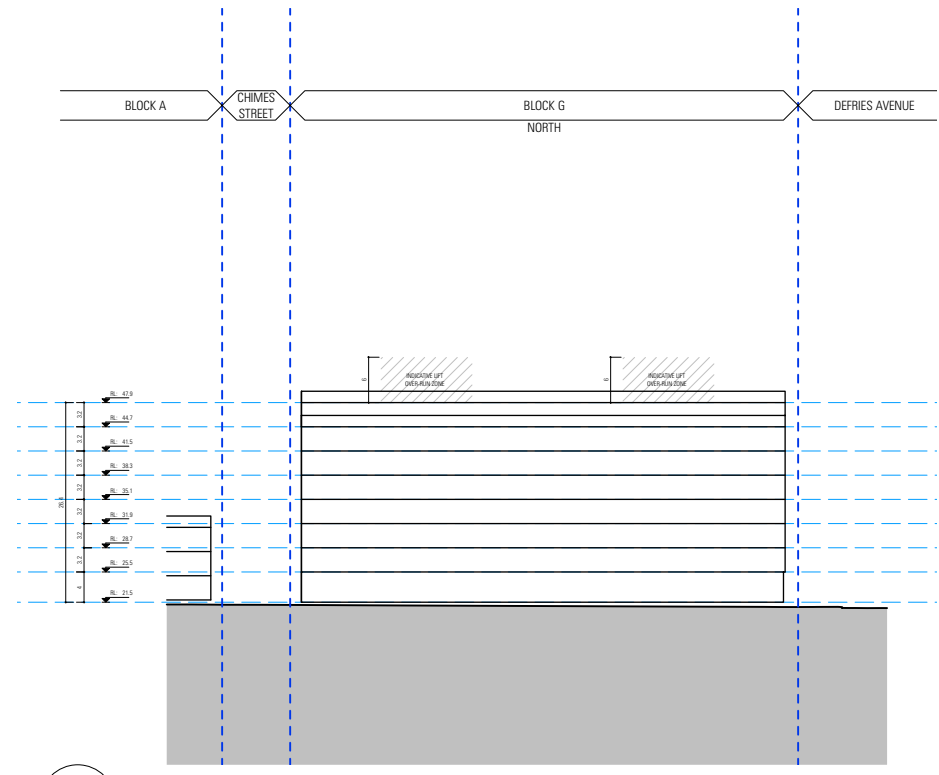 BLOCK A
CHIMES
STREET
BLOCK G
DEFRIES AVENUE
NORTH
6
INDICATIVE LIFT
OVER-RUN ZONE
6
INDICATIVE LIFT
OVER-RUN ZONE
RL: 47.9
3.2
RL: 44.7
3.2
RL: 41.5
3.2
RL: 38.3
3.2
RL: 35.1
26.4
3.2
RL: 31.9
3.2
RL: 28.7
3.2
RL: 25.5
4
RL: 21.5